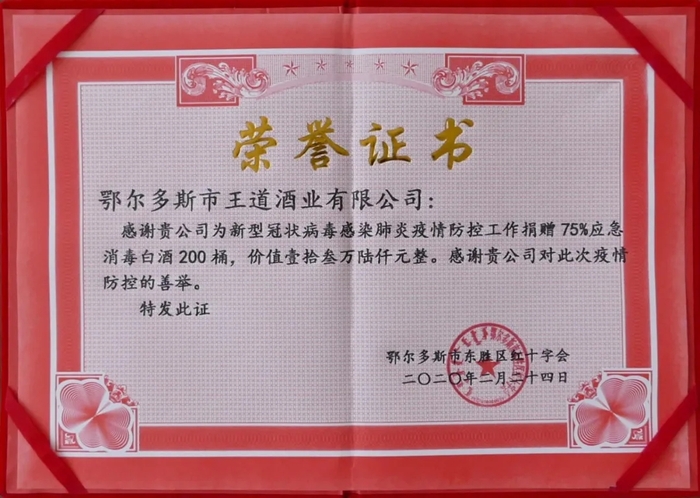 荣誉证书
鄂尔多斯市王道酒业有限公司：
感谢贵公司为新型冠状病毒感染肺炎疫情防控工作捐赠75%应急
消毒白酒200桶，价值壹拾叁万陆仟元整。感谢贵公司对此次疫情
防控的善举。
特发此证
鄂尔多斯市东胜区红十字会
二〇二〇年二月二十四日